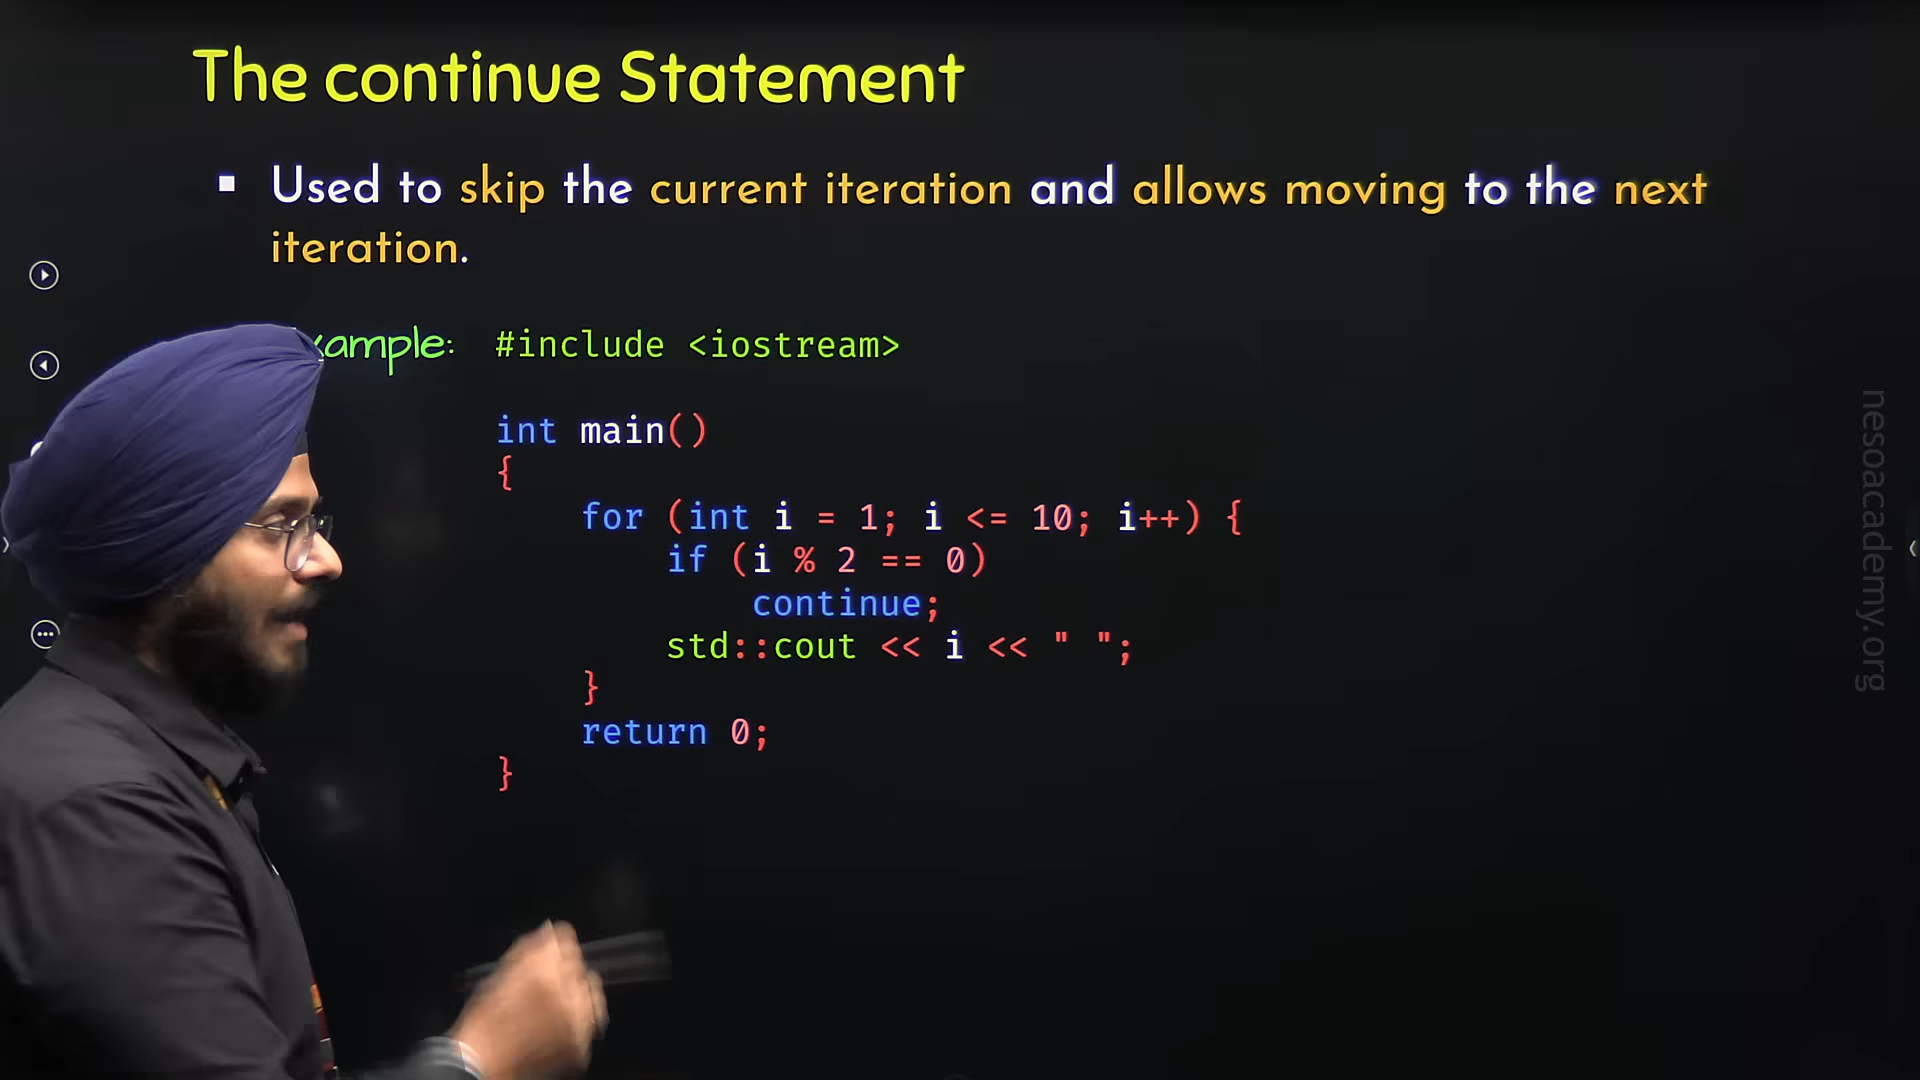 The continue Statement
▪ Used to skip the current iteration and allows moving to the next
iteration.
xample: #include <iostream>
int main()
{
for (int i = 1; i <= 10; i++) {
if (i % 2 == 0)
continue;
std::cout << i << " ";
}
return 0;
}
nesoacademy.org